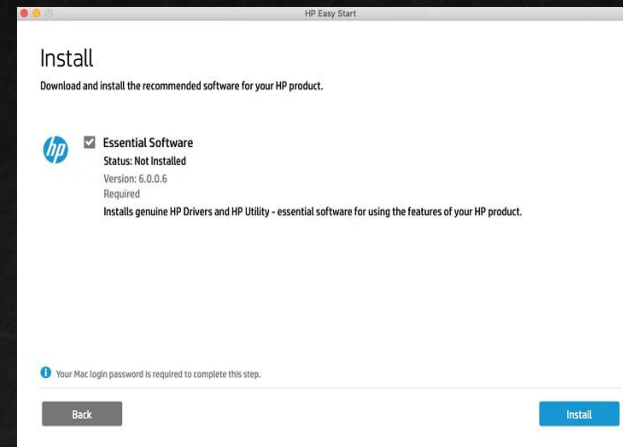 HP Easy Start
Install
Download and install the recommended software for your HP product.
hp
Essential Software
Status: Not Installed
Version: 6.0.0.6
Required
Installs genuine HP Drivers and HP Utility - essential software for using the features of your HP product.
Your Mac login password is required to complete this step.
Back
Install